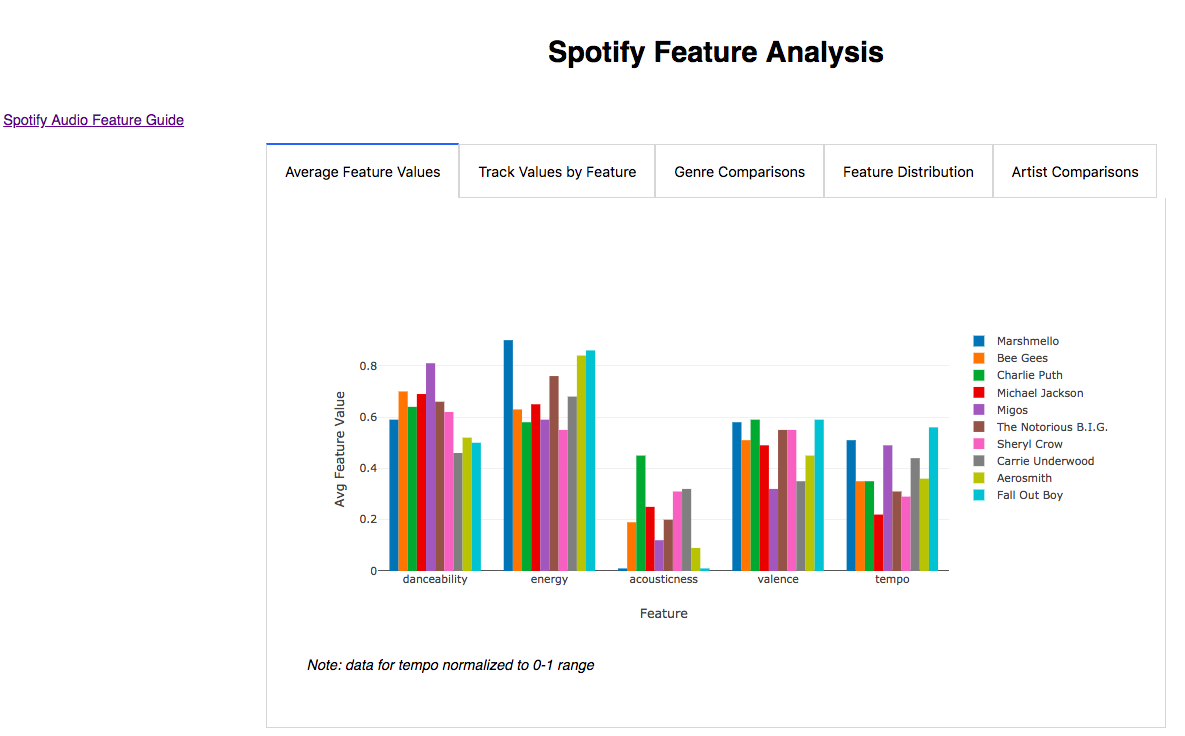 Spotify Feature Analysis
Spotify Audio Feature Guide
Average Feature Values
Track Values by Feature
Genre Comparisons
Feature Distribution
Artist Comparisons
Avg Feature Value
0.8
0.6
0.4
0.2
0
danceability
energy
acousticness
valence
tempo
Feature
Marshmello
Bee Gees
Charlie Puth
Michael Jackson
Migos
The Notorious B.I.G.
Sheryl Crow
Carrie Underwood
Aerosmith
Fall Out Boy
Note: data for tempo normalized to 0-1 range